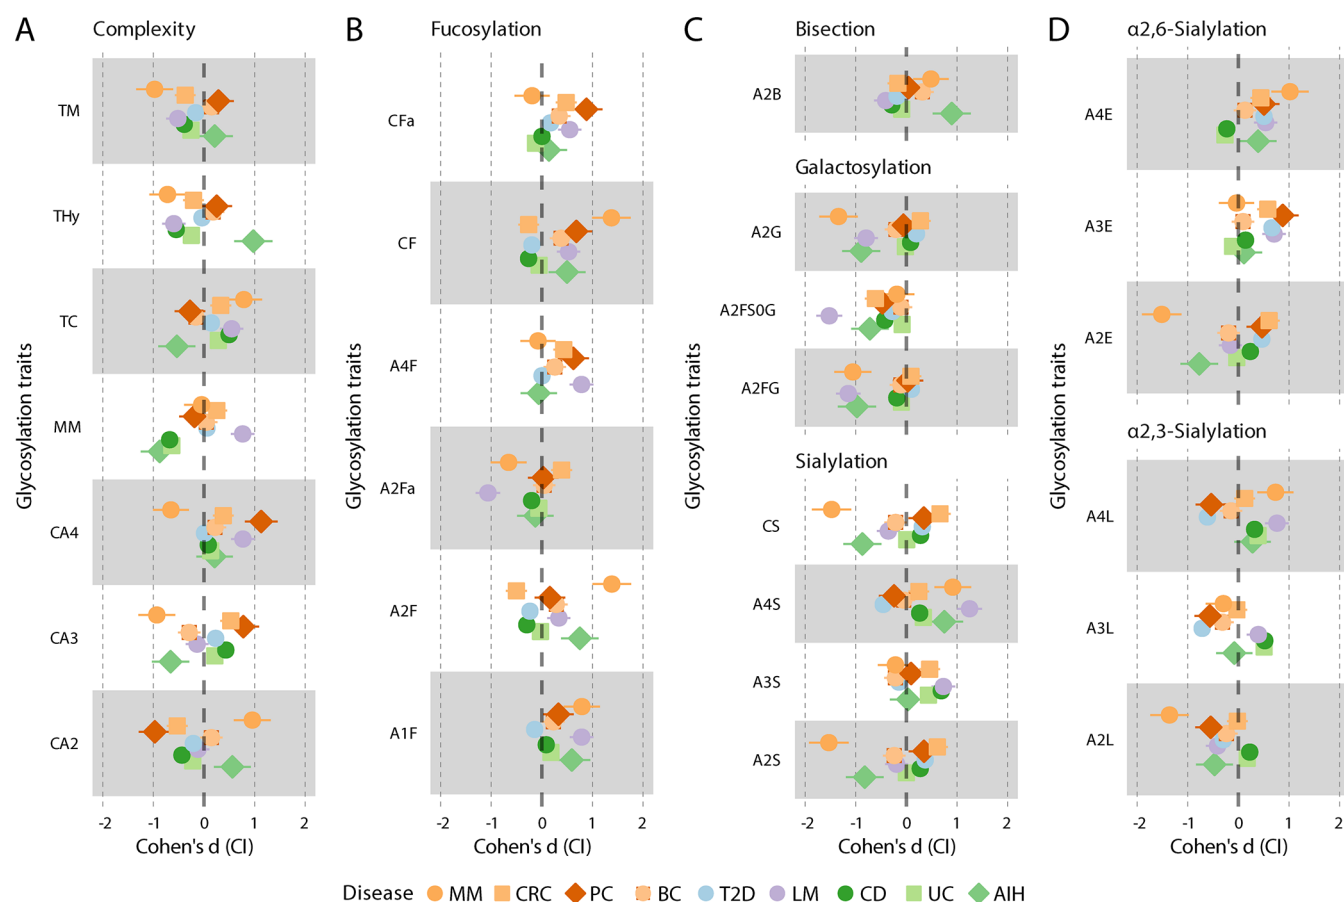 A
Complexity
TM
THy
TC
MM
CA4
CA3
CA2
Glycosylation traits
-2 -1 0 1 2
Cohen's d (CI)
B
Fucosylation
CFa
CF
A4F
A2Fa
A2F
A1F
Glycosylation traits
-2 -1 0 1 2
Cohen's d (CI)
C
Bisection
A2B
Galactosylation
A2G
A2FS0G
A2FG
Sialylation
CS
A4S
A3S
A2S
Glycosylation traits
-2 -1 0 1 2
Cohen's d (CI)
D
α2,6-Sialylation
A4E
A3E
A2E
α2,3-Sialylation
A4L
A3L
A2L
Glycosylation traits
-2 -1 0 1 2
Cohen's d (CI)
Disease MM CRC PC BC T2D LM CD UC AIH